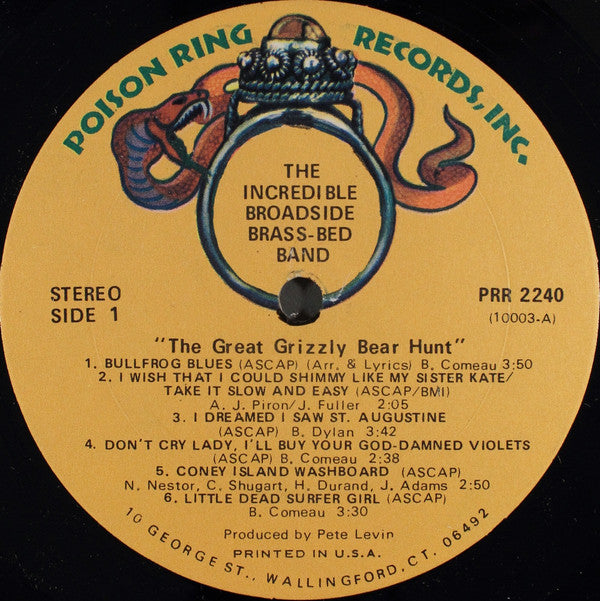 POISON RING RECORDS, INC.
THE
INCREDIBLE
BROADSIDE
BRASS-BED
BAND
STEREO
SIDE 1
PRR 2240
(10003-A)
"The Great Grizzly Bear Hunt"
1. BULLFROG BLUES (ASCAP) (Arr. & Lyrics) B. Comeau 3:50
2. I WISH THAT I COULD SHIMMY LIKE MY SISTER KATE/
TAKE IT SLOW AND EASY (ASCAP/BMI)
A. J. Piron/J. Fuller 2:05
3. I DREAMED I SAW ST. AUGUSTINE
(ASCAP) B. Dylan 3:42
4. DON'T CRY LADY, I'LL BUY YOUR GOD-DAMNED VIOLETS
(ASCAP) B. Comeau 2:38
5. CONEY ISLAND WASHBOARD (ASCAP)
N. Nestor, C. Shugart, H. Durand, J. Adams 2:50
6. LITTLE DEAD SURFER GIRL (ASCAP)
B. Comeau 3:30
Produced by Pete Levin
PRINTED IN U.S.A.
10 GEORGE ST., WALLINGFORD, CT. 06492